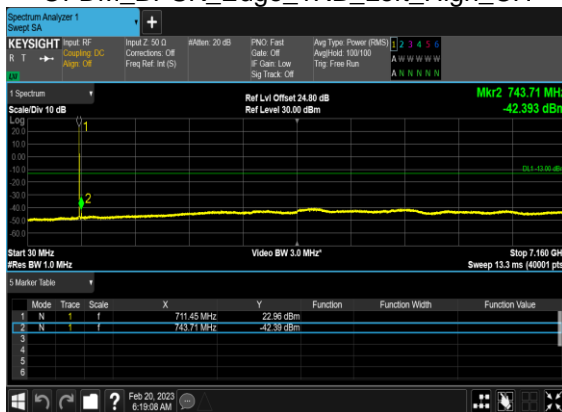 Spectrum Analyzer 1
Swept SA
KEYSIGHT
R T
Input: RF
Coupling: DC
Align: Off
Input Z: 50 Ω
Corrections: Off
Freq Ref: Int (S)
#Atten: 20 dB
PNO: Fast
Gate: Off
IF Gain: Low
Sig Track: Off
Avg Type: Power (RMS)
Avg|Hold: 100/100
Trig: Free Run
1 2 3 4 5 6
A W W W W W
A N N N N N
1 Spectrum
Scale/Div 10 dB
Ref Lvl Offset 24.80 dB
Ref Level 30.00 dBm
Mkr2 743.71 MHz
-42.393 dBm
Log
20.0
10.0
0.00
-10.0
-20.0
-30.0
-40.0
-50.0
-60.0
1
2
DL1 -13.00 dB
Start 30 MHz
#Res BW 1.0 MHz
Video BW 3.0 MHz*
Stop 7.160 GH
Sweep 13.3 ms (40001 pts
5 Marker Table
Mode Trace Scale X Y Function Function Width Function Value
1 N 1 f 711.45 MHz 22.96 dBm
2 N 1 f 743.71 MHz -42.39 dBm
3
4
5
6
?
Feb 20, 2023
6:19:08 AM